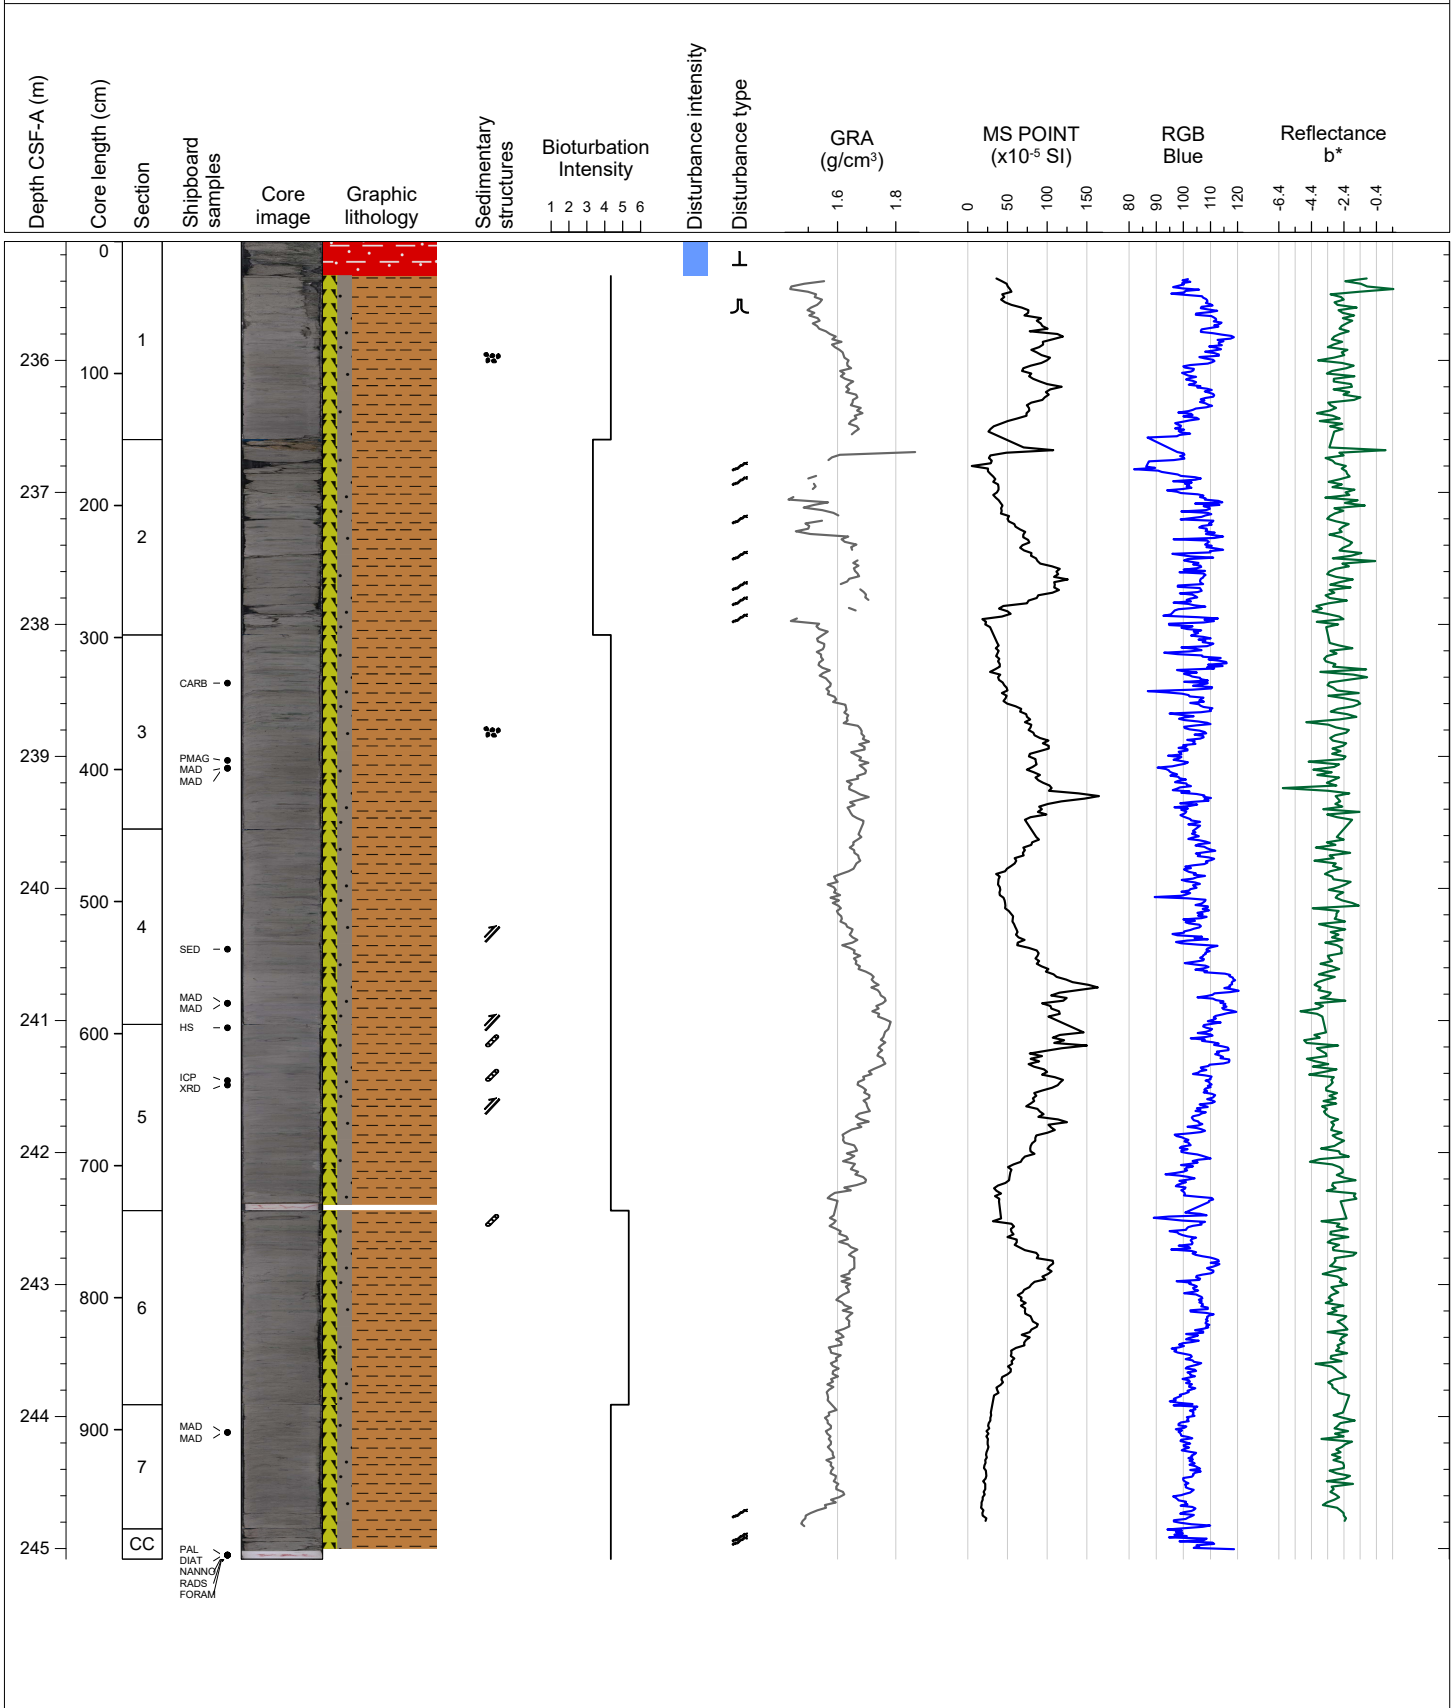 Depth CSF-A (m)
Core length (cm)
Section
Shipboard
samples
Core
image
Graphic
lithology
Sedimentary
structures
Bioturbation
Intensity
1 2 3 4 5 6
Disturbance intensity
Disturbance type
GRA
(g/cm³)
1.6 1.8
MS POINT
(x10⁻⁵ SI)
0 50 100 150
RGB
Blue
80 90 100 110 120
Reflectance
b*
-6.4 -4.4 -2.4 -0.4
0
1
236
100
237
200
2
238
300
CARB
3
239
PMAG
400
MAD
MAD
240
500
4
SED
MAD
MAD
241
600
HS
ICP
XRD
5
242
700
243
800
6
244
900
MAD
MAD
7
CC
245
PAL
DIAT
NANNO
RADS
FORAM